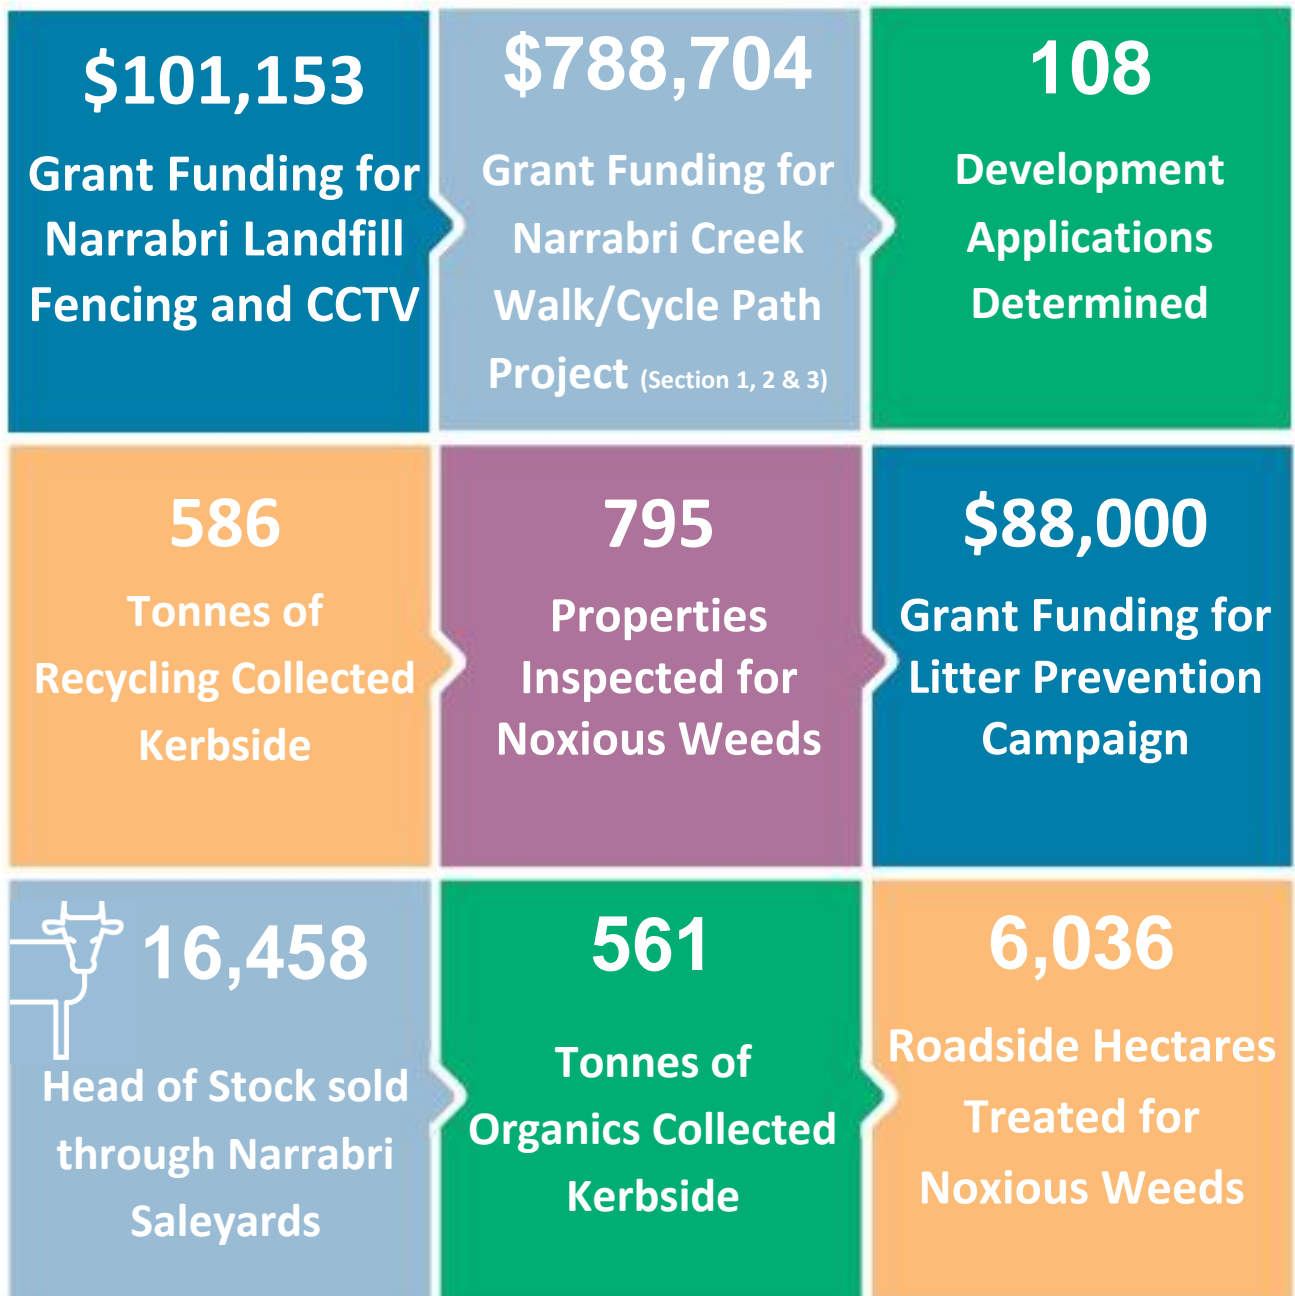 $101,153
Grant Funding for
Narrabri Landfill
Fencing and CCTV
$788,704
Grant Funding for
Narrabri Creek
Walk/Cycle Path
Project (Section 1, 2 & 3)
108
Development
Applications
Determined
586
Tonnes of
Recycling Collected
Kerbside
795
Properties
Inspected for
Noxious Weeds
$88,000
Grant Funding for
Litter Prevention
Campaign
16,458
Head of Stock sold
through Narrabri
Saleyards
561
Tonnes of
Organics Collected
Kerbside
6,036
Roadside Hectares
Treated for
Noxious Weeds